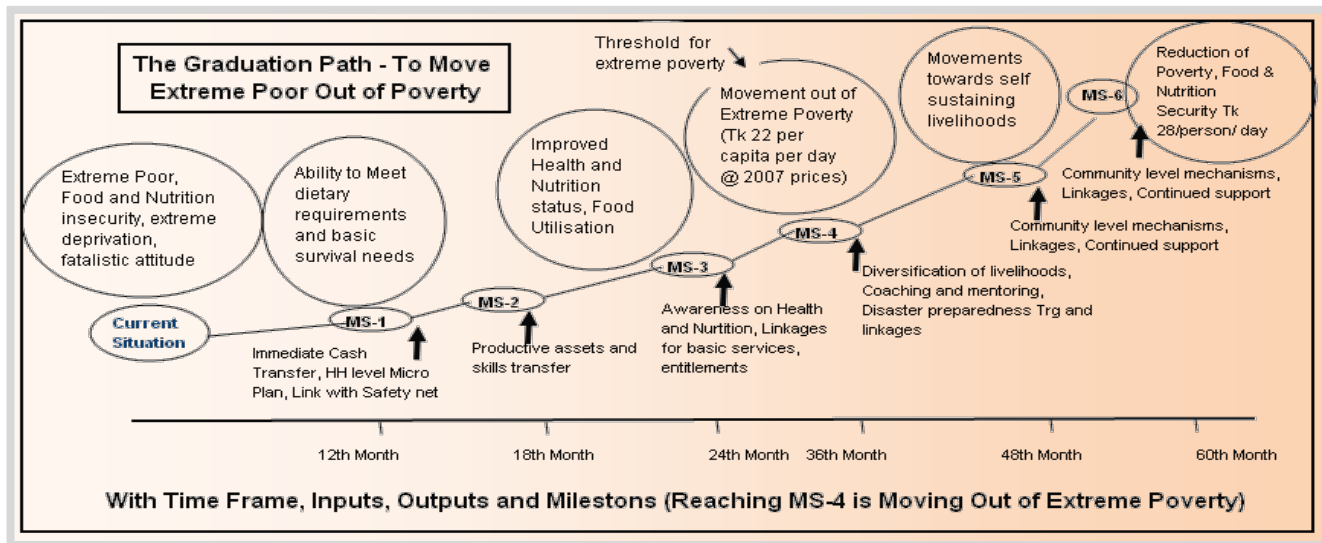 The Graduation Path - To Move
Extreme Poor Out of Poverty
Threshold for
extreme poverty
Extreme Poor,
Food and Nutrition
insecurity, extreme
deprivation,
fatalistic attitude
Ability to Meet
dietary
requirements
and basic
survival needs
Improved
Health and
Nutrition
status, Food
Utilisation
Movement out of
Extreme Poverty
(Tk 22 per
capita per day
@ 2007 prices)
Movements
towards self
sustaining
livelihoods
Reduction of
Poverty, Food &
Nutrition
Security Tk
28/person/ day
Current
Situation
MS-1
MS-2
MS-3
MS-4
MS-5
MS-6
Immediate Cash
Transfer, HH level Micro
Plan, Link with Safety net
Productive assets and
skills transfer
Awareness on Health
and Nurtition, Linkages
for basic services,
entitlements
Diversification of livelihoods,
Coaching and mentoring,
Disaster preparedness Trg and
linkages
Community level mechanisms,
Linkages, Continued support
Community level mechanisms,
Linkages, Continued support
12th Month
18th Month
24th Month
36th Month
48th Month
60th Month
With Time Frame, Inputs, Outputs and Milestons (Reaching MS-4 is Moving Out of Extreme Poverty)